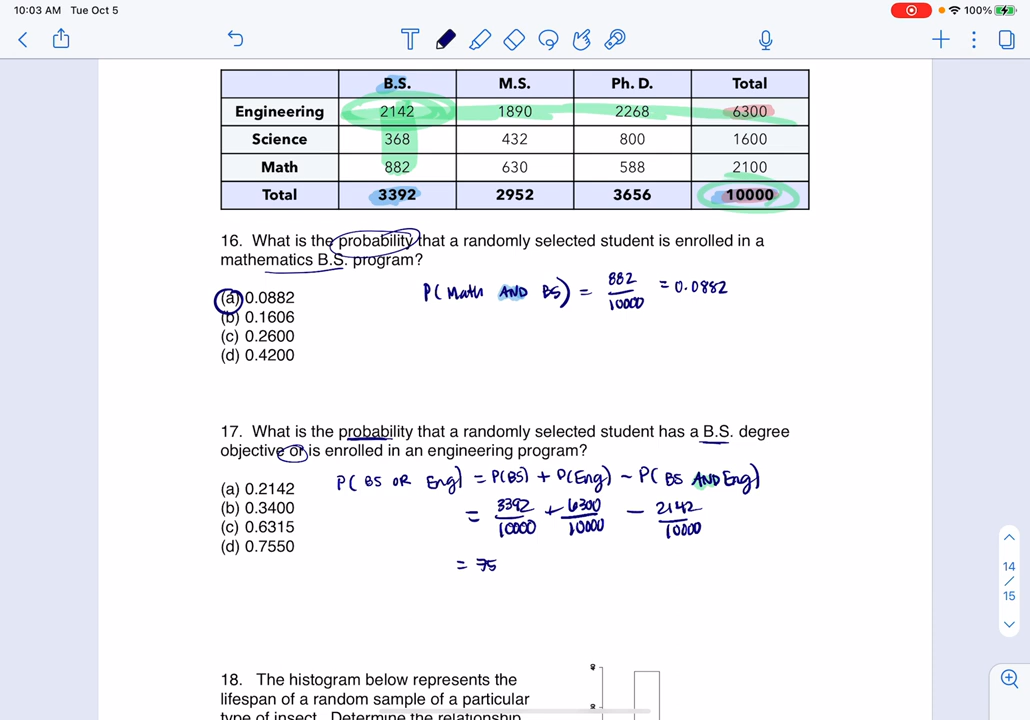 10:03 AM Tue Oct 5
100%
B.S. M.S. Ph. D. Total
Engineering 2142 1890 2268 6300
Science 368 432 800 1600
Math 882 630 588 2100
Total 3392 2952 3656 10000
16. What is the probability that a randomly selected student is enrolled in a
mathematics B.S. program?
P(Math AND BS) = 882/10000 = 0.0882
(a) 0.0882
(b) 0.1606
(c) 0.2600
(d) 0.4200
17. What is the probability that a randomly selected student has a B.S. degree
objective or is enrolled in an engineering program?
P( BS OR Eng) = P(BS) + P(Eng) - P( BS AND Eng)
(a) 0.2142
(b) 0.3400
(c) 0.6315
(d) 0.7550
= 3392/10000 + 6300/10000 - 2142/10000
= 75
14
/
15
18. The histogram below represents the
lifespan of a random sample of a particular
type of insect. Determine the relationship